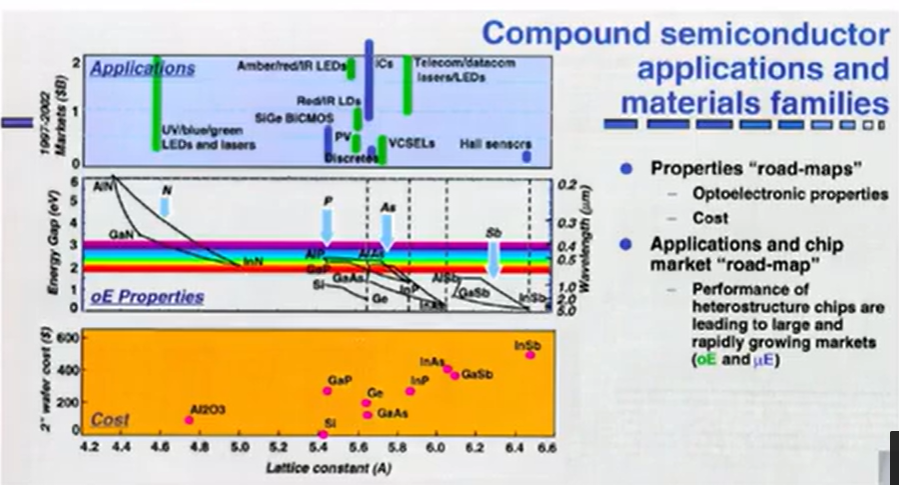 Compound semiconductor
applications and
materials families
Applications
Amber/red/IR LEDs
ICs
Telecom/datacom
lasers/LEDs
Red/IR LDs
SiGe BiCMOS
UV/blue/green
LEDs and lasers
PV
VCSELs
Discretes
Hall sensors
1997-2002
Markets ($B)
2
1
0
AlN
N
GaN
InN
P
As
Sb
AlP
AlAs
GaP
GaAs
Si
Ge
InP
InAs
AlSb
GaSb
InSb
oE Properties
Energy Gap (eV)
6
5
4
3
2
1
0
0.2
0.3
0.4
0.5
1.0
2.0
5.0
Wavelength (µm)
2" wafer cost ($)
600
400
200
0
Al2O3
Si
GaP
Ge
GaAs
InP
InAs
GaSb
InSb
Cost
4.2 4.4 4.6 4.8 5.0 5.2 5.4 5.6 5.8 6.0 6.2 6.4 6.6
Lattice constant (A)
● Properties "road-maps"
– Optoelectronic properties
– Cost
● Applications and chip
market "road-map"
– Performance of
heterostructure chips are
leading to large and
rapidly growing markets
(oE and µE)